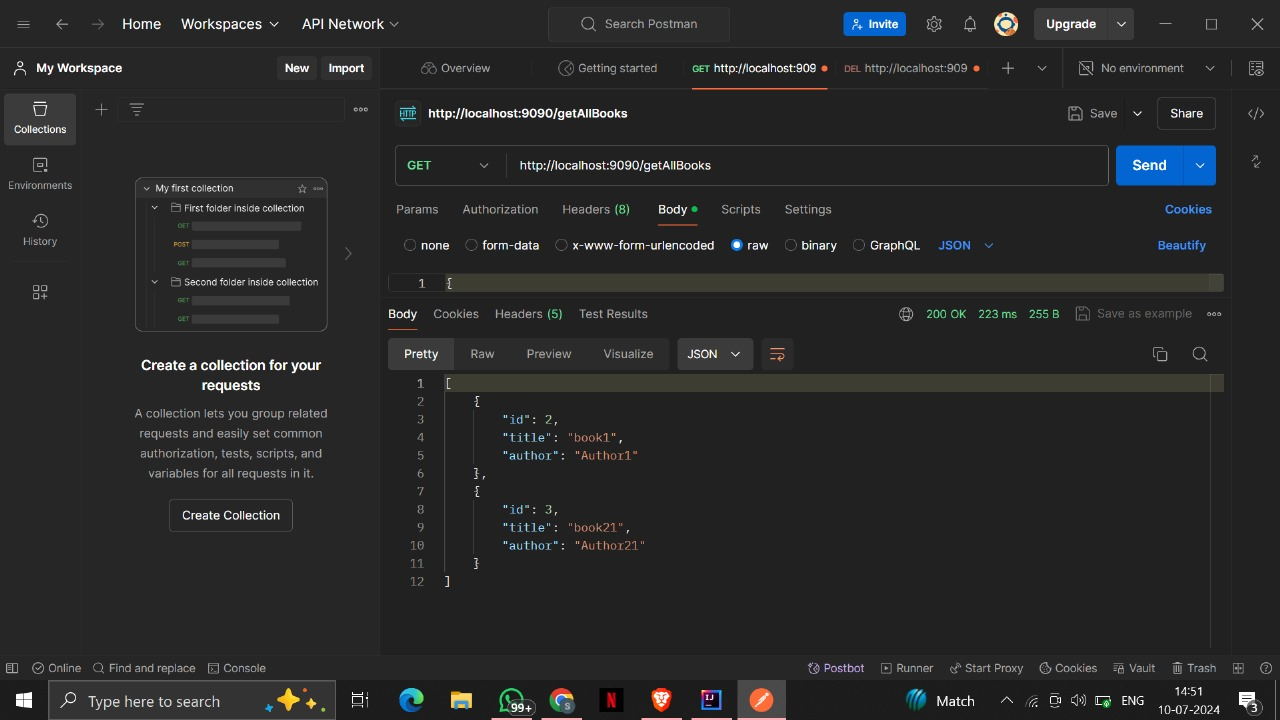 Home Workspaces API Network Search Postman Invite Upgrade
My Workspace New Import Overview Getting started GET http://localhost:909 DEL http://localhost:909 No environment
Collections
Environments
History
My first collection
First folder inside collection
GET
POST
GET
Second folder inside collection
GET
GET
Create a collection for your
requests
A collection lets you group related
requests and easily set common
authorization, tests, scripts, and
variables for all requests in it.
Create Collection
HTTP http://localhost:9090/getAllBooks Save Share
GET http://localhost:9090/getAllBooks Send
Params Authorization Headers (8) Body Scripts Settings Cookies
none form-data x-www-form-urlencoded raw binary GraphQL JSON Beautify
1 {
Body Cookies Headers (5) Test Results 200 OK 223 ms 255 B Save as example
Pretty Raw Preview Visualize JSON
1 [
2 {
3 "id": 2,
4 "title": "book1",
5 "author": "Author1"
6 },
7 {
8 "id": 3,
9 "title": "book21",
10 "author": "Author21"
11 }
12 ]
Online Find and replace Console Postbot Runner Start Proxy Cookies Vault Trash
Type here to search 99+ S N IJ Match ENG 14:51
10-07-2024 3